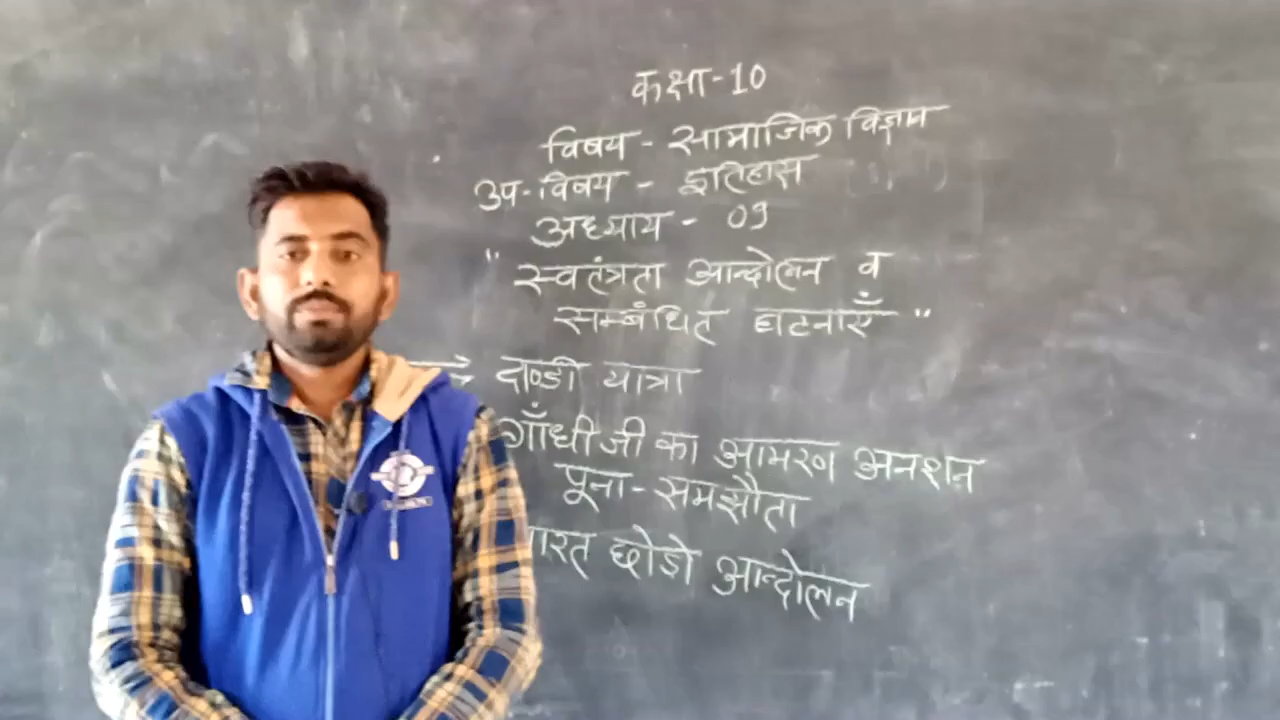 कक्षा-10
विषय - सामाजिक विज्ञान
उप-विषय - इतिहास
अध्याय - 09
" स्वतंत्रता आन्दोलन व
सम्बंधित घटनाएँ "
→ दाण्डी यात्रा
गाँधी जी का आमरण अनशन
पूना-समझौता
भारत छोडो आन्दोलन